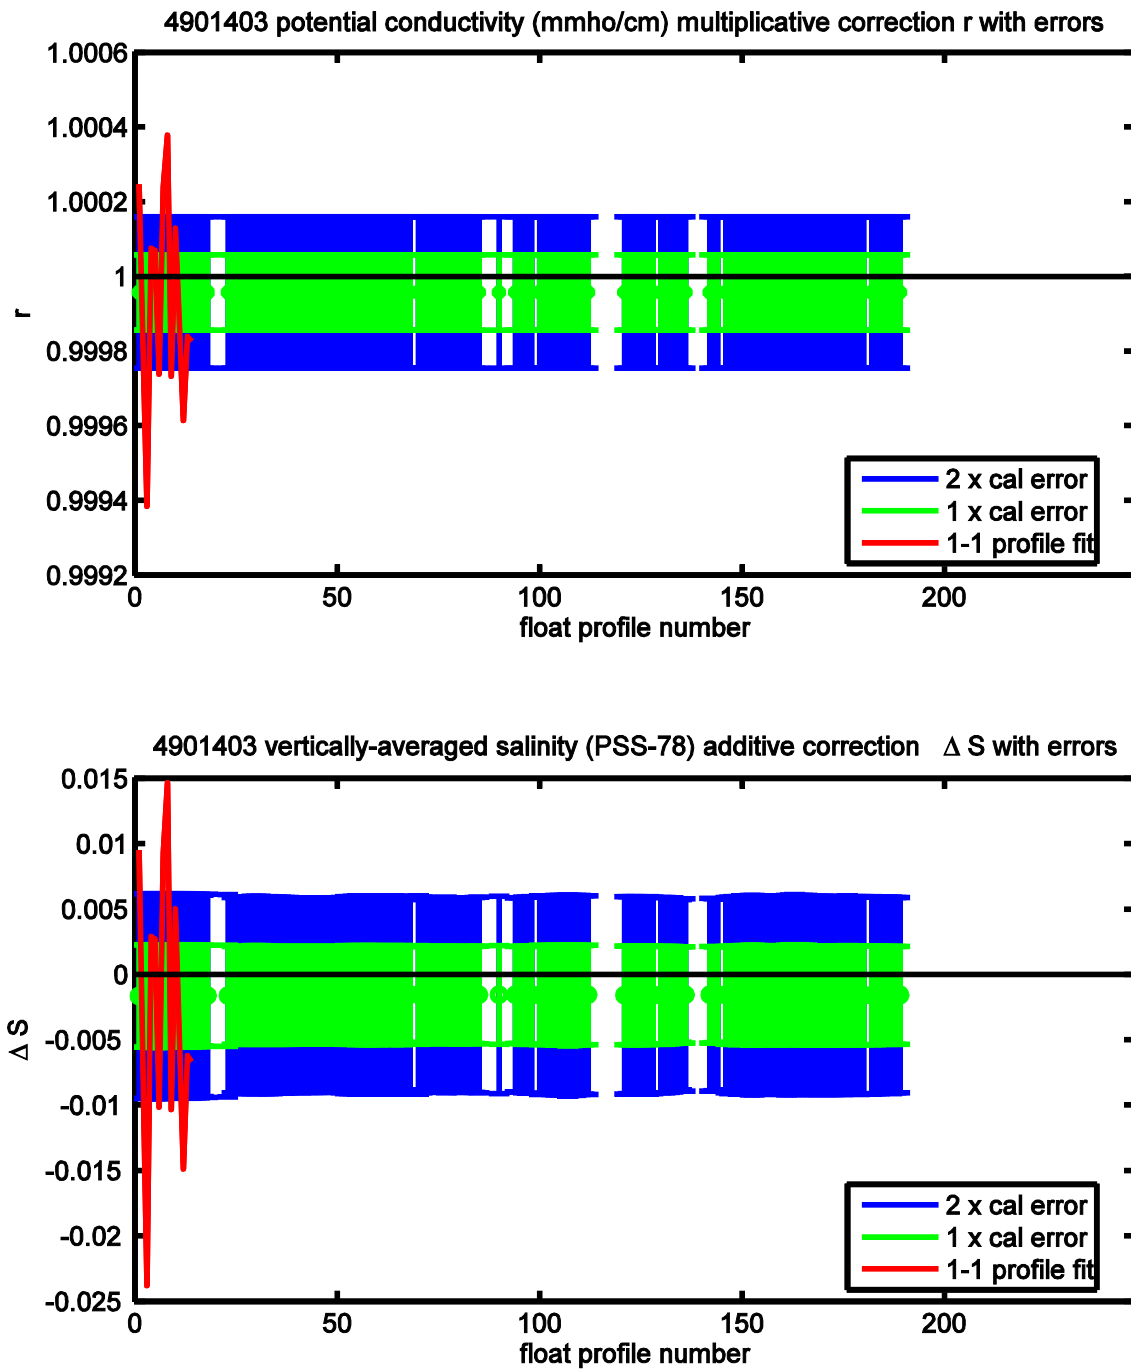 4901403 potential conductivity (mmho/cm) multiplicative correction r with errors
1.0006
1.0004
1.0002
1
0.9998
0.9996
0.9994
0.9992
r
0
50
100
150
200
float profile number
2 x cal error
1 x cal error
1-1 profile fit
4901403 vertically-averaged salinity (PSS-78) additive correction Δ S with errors
0.015
0.01
0.005
0
-0.005
-0.01
-0.015
-0.02
-0.025
Δ S
0
50
100
150
200
float profile number
2 x cal error
1 x cal error
1-1 profile fit